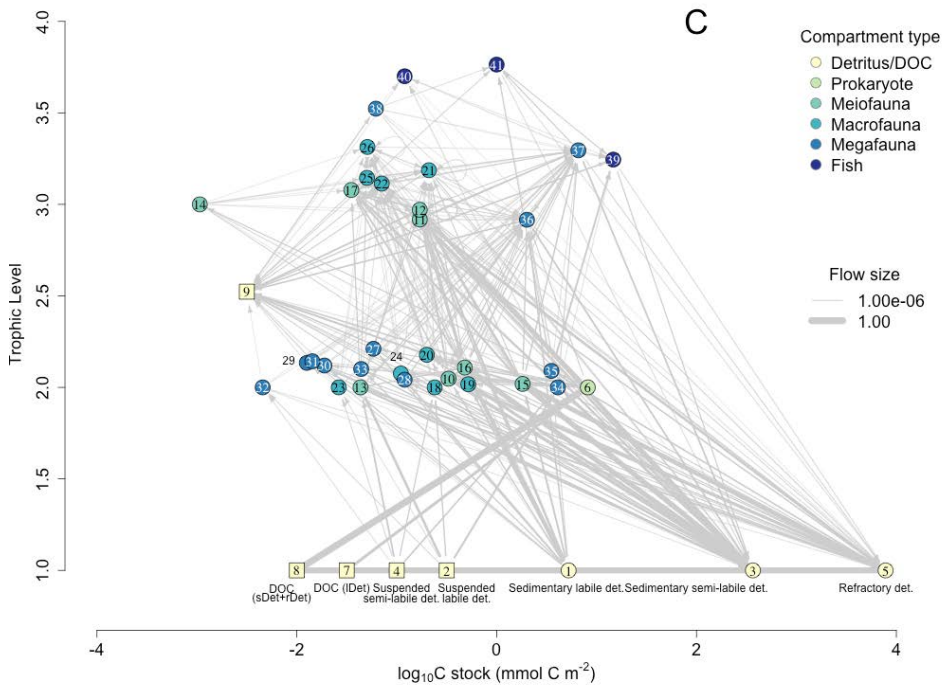 C
4.0
3.5
3.0
2.5
2.0
1.5
1.0
Trophic Level
Compartment type
Detritus/DOC
Prokaryote
Meiofauna
Macrofauna
Megafauna
Fish
Flow size
1.00e-06
1.00
41
40
38
26
37
39
21
25
22
17
14
12
11
36
9
27
20
29
31
30
24
33
16
35
10
28
32
23
13
18
19
15
34
6
8
7
4
2
1
3
5
DOC
(sDet+rDet)
DOC (lDet)
Suspended
semi-labile det.
Suspended
labile det.
Sedimentary labile det.
Sedimentary semi-labile det.
Refractory det.
-4
-2
0
2
4
log10C stock (mmol C m-2)